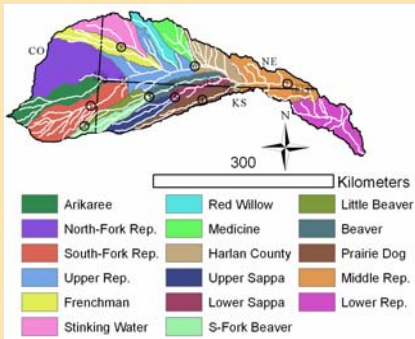 CO
NE
KS
N
300
Kilometers
Arikaree
North-Fork Rep.
South-Fork Rep.
Upper Rep.
Frenchman
Stinking Water
Red Willow
Medicine
Harlan County
Upper Sappa
Lower Sappa
S-Fork Beaver
Little Beaver
Beaver
Prairie Dog
Middle Rep.
Lower Rep.